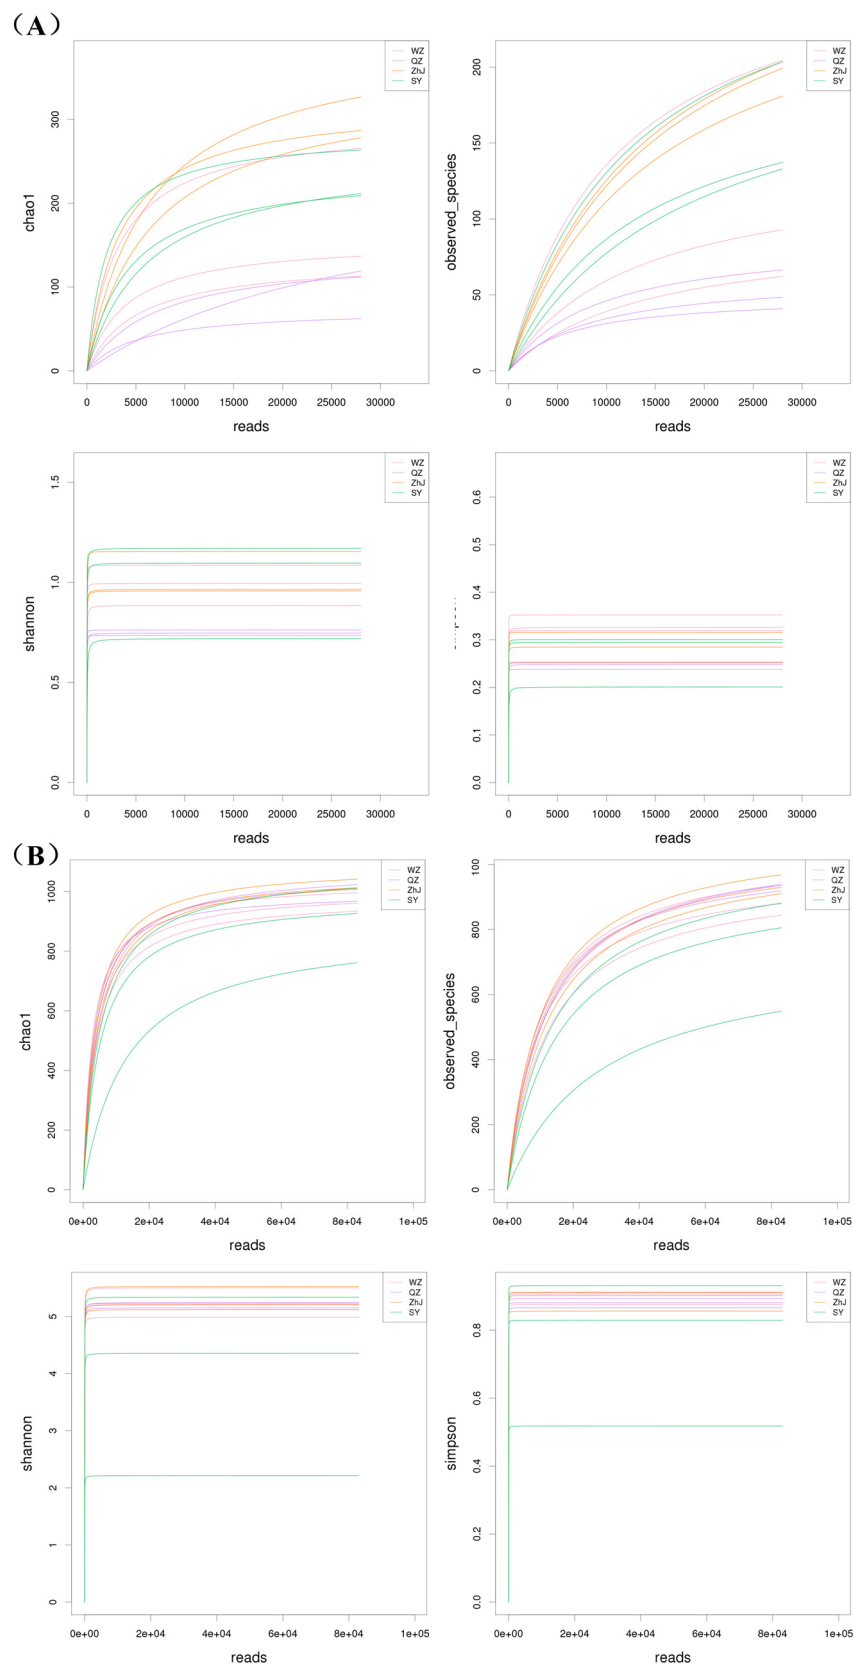 (A)
WZ
QZ
ZhJ
SY
chao1
0
100
200
300
0
5000
10000
15000
20000
25000
30000
reads
WZ
QZ
ZhJ
SY
observed_species
0
50
100
150
200
0
5000
10000
15000
20000
25000
30000
reads
WZ
QZ
ZhJ
SY
shannon
0.0
0.5
1.0
1.5
0
5000
10000
15000
20000
25000
30000
reads
WZ
QZ
ZhJ
SY
0.0
0.1
0.2
0.3
0.4
0.5
0.6
0
5000
10000
15000
20000
25000
30000
reads
(B)
WZ
QZ
ZhJ
SY
chao1
0
200
400
600
800
1000
0e+00
2e+04
4e+04
6e+04
8e+04
1e+05
reads
WZ
QZ
ZhJ
SY
observed_species
0
200
400
600
800
100
0e+00
2e+04
4e+04
6e+04
8e+04
1e+05
reads
WZ
QZ
ZhJ
SY
shannon
0
1
2
3
4
5
0e+00
2e+04
4e+04
6e+04
8e+04
1e+05
reads
WZ
QZ
ZhJ
SY
simpson
0.0
0.2
0.4
0.6
0.8
0e+00
2e+04
4e+04
6e+04
8e+04
1e+05
reads